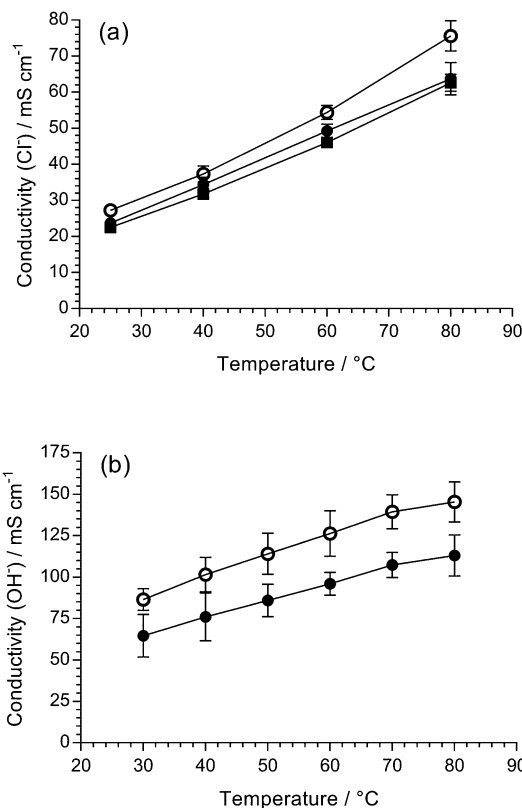 (a)
80
70
60
50
40
30
20
10
0
Conductivity (Cl⁻) / mS cm⁻¹
20 30 40 50 60 70 80 90
Temperature / °C
(b)
175
150
125
100
75
50
25
0
Conductivity (OH⁻) / mS cm⁻¹
20 30 40 50 60 70 80 90
Temperature / °C